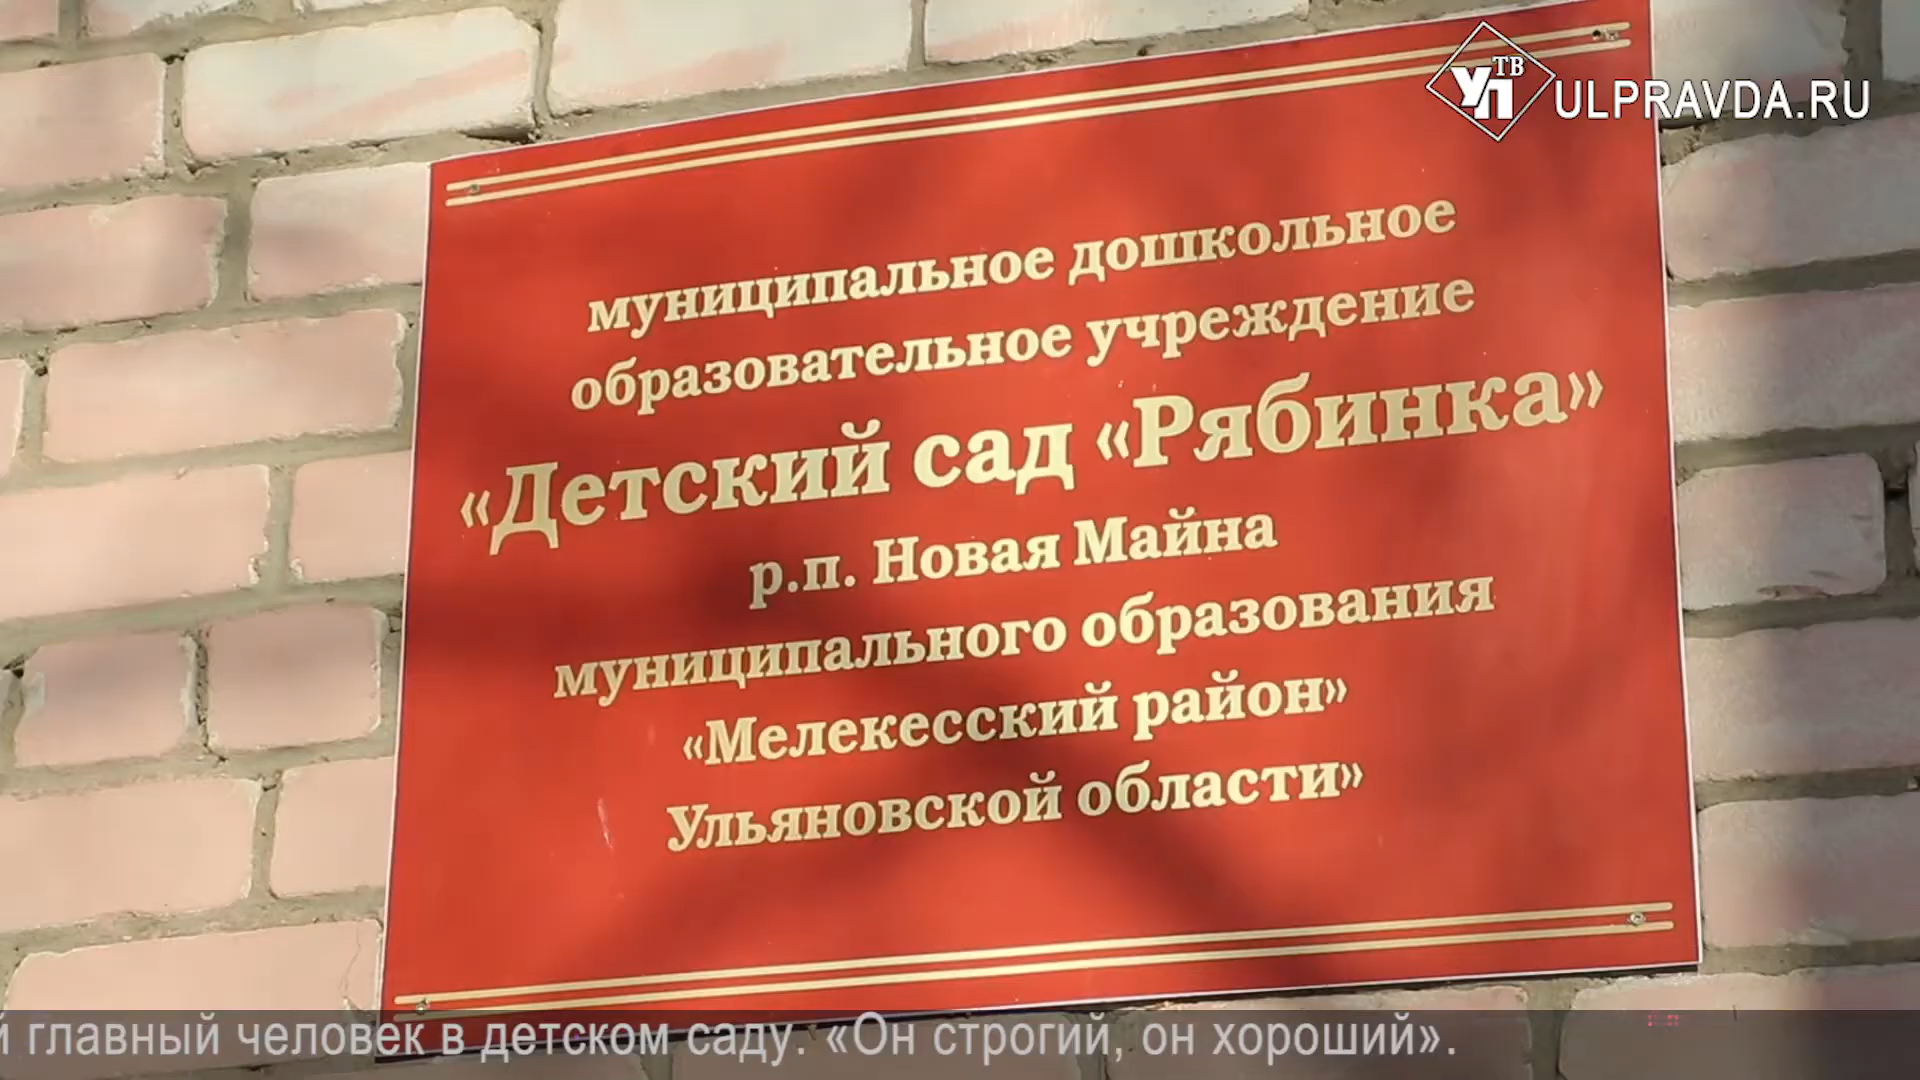 УП ТВ ULPRAVDA.RU
муниципальное дошкольное
образовательное учреждение
«Детский сад «Рябинка»
р.п. Новая Майна
муниципального образования
«Мелекесский район»
Ульяновской области»
й главный человек в детском саду. «Он строгий, он хороший».